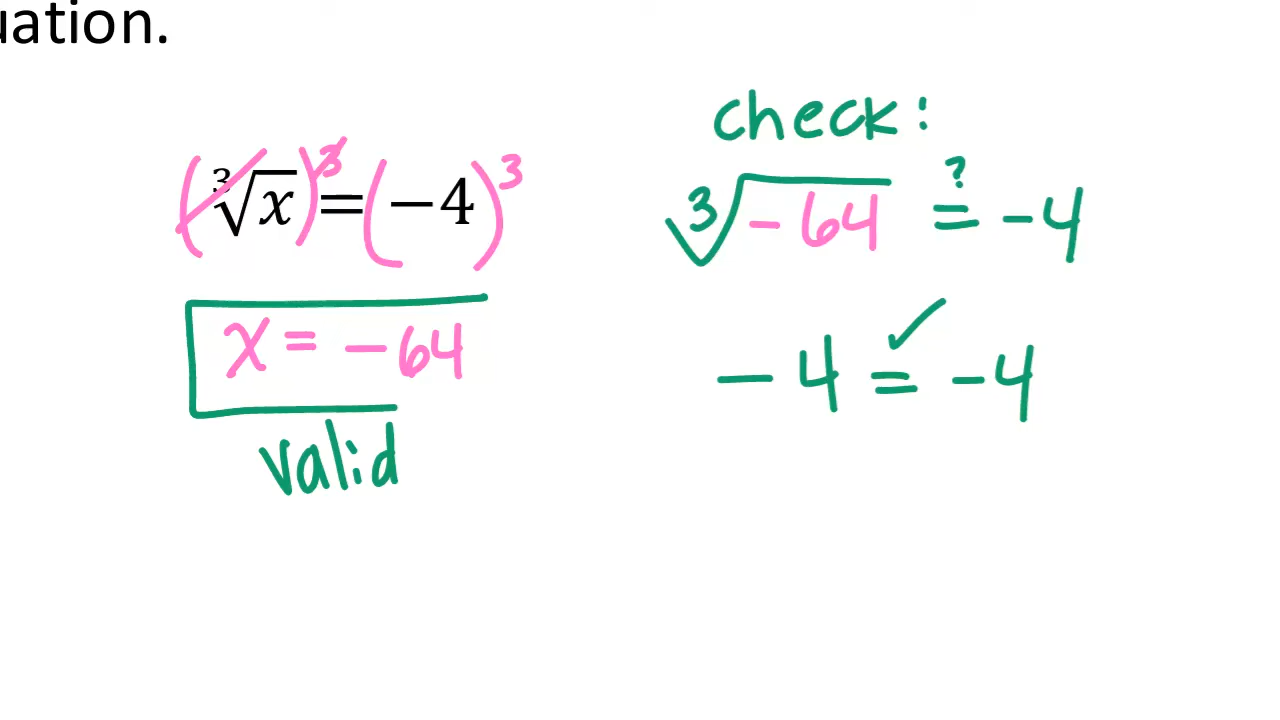 uation.
(∛x)³ = (−4)³
x = −64
valid
check:
∛−64 ≟ −4
−4 = −4 ✓